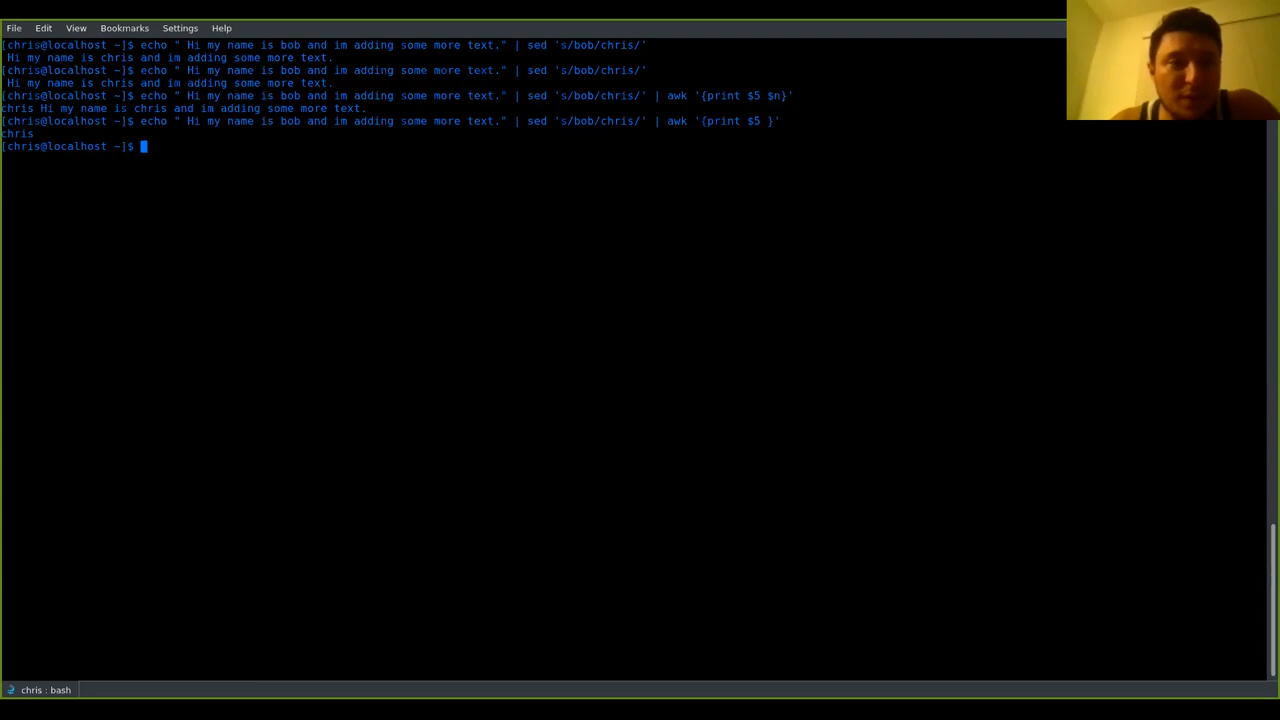 File Edit View Bookmarks Settings Help
[chris@localhost ~]$ echo " Hi my name is bob and im adding some more text." | sed 's/bob/chris/'
 Hi my name is chris and im adding some more text.
[chris@localhost ~]$ echo " Hi my name is bob and im adding some more text." | sed 's/bob/chris/'
 Hi my name is chris and im adding some more text.
[chris@localhost ~]$ echo " Hi my name is bob and im adding some more text." | sed 's/bob/chris/' | awk '{print $5 $n}'
chris Hi my name is chris and im adding some more text.
[chris@localhost ~]$ echo " Hi my name is bob and im adding some more text." | sed 's/bob/chris/' | awk '{print $5 }'
chris
[chris@localhost ~]$
chris : bash